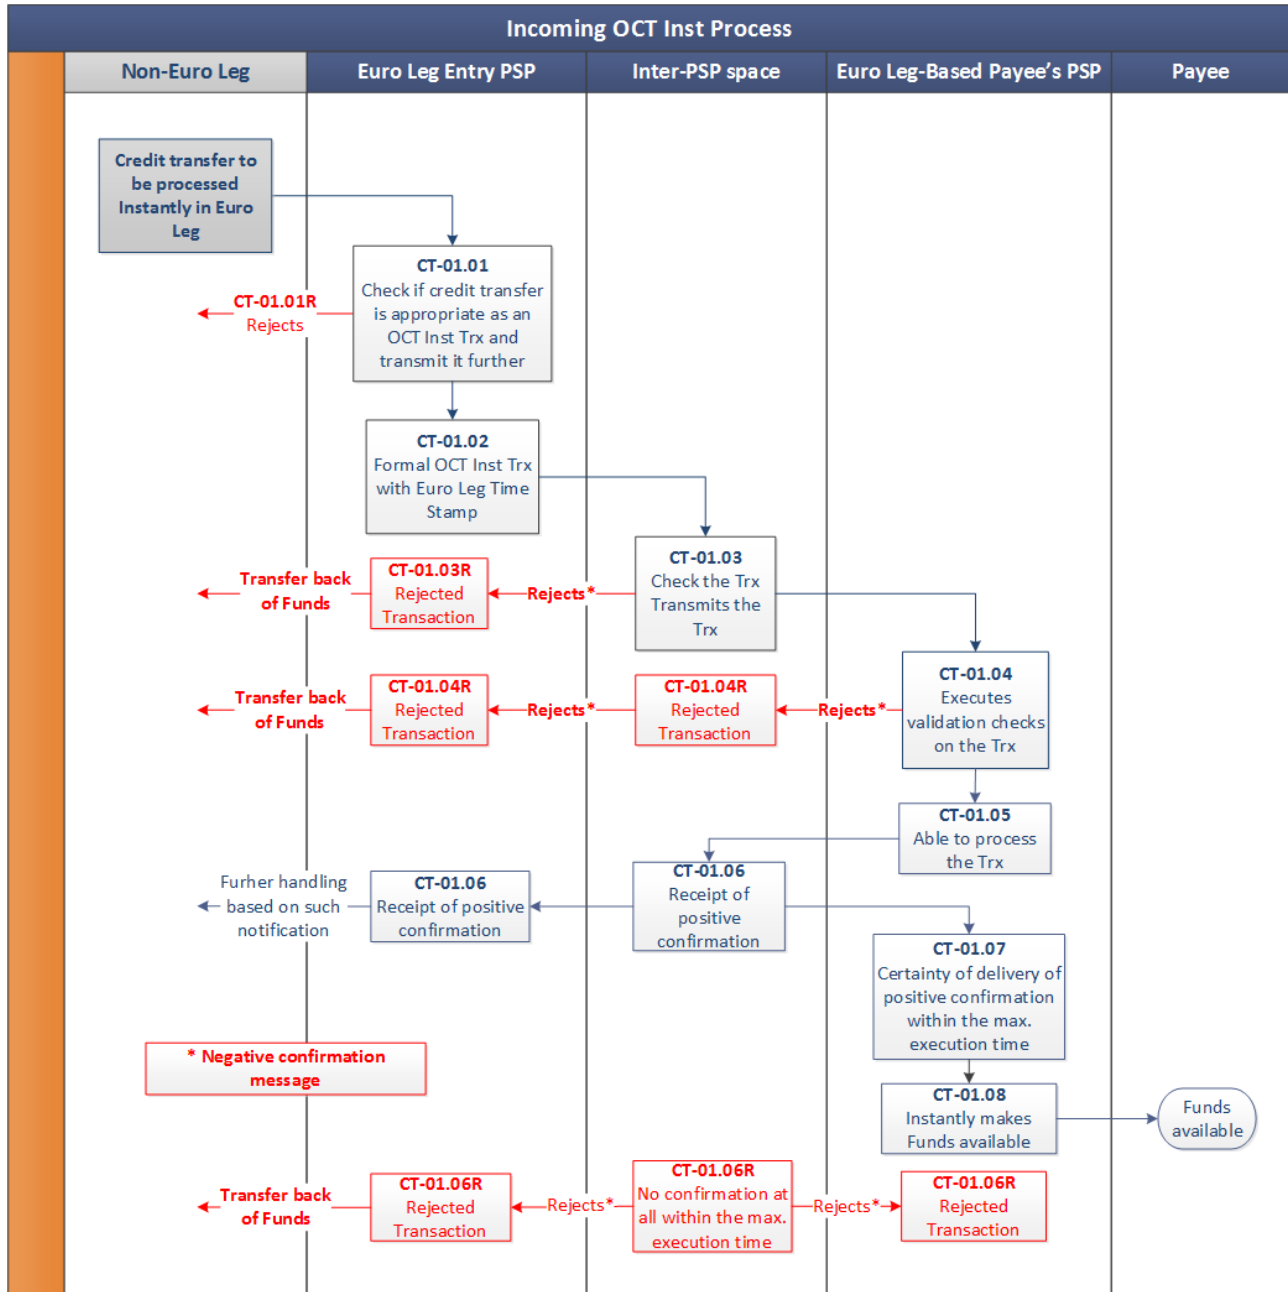 Incoming OCT Inst Process
Non-Euro Leg
Euro Leg Entry PSP
Inter-PSP space
Euro Leg-Based Payee's PSP
Payee
Credit transfer to
be processed
Instantly in Euro
Leg
CT-01.01
Check if credit transfer
is appropriate as an
OCT Inst Trx and
transmit it further
CT-01.01R
Rejects
CT-01.02
Formal OCT Inst Trx
with Euro Leg Time
Stamp
CT-01.03
Check the Trx
Transmits the
Trx
Rejects*
CT-01.03R
Rejected
Transaction
Transfer back
of Funds
CT-01.04
Executes
validation checks
on the Trx
Rejects*
CT-01.04R
Rejected
Transaction
Rejects*
CT-01.04R
Rejected
Transaction
Transfer back
of Funds
CT-01.05
Able to process
the Trx
CT-01.06
Receipt of
positive
confirmation
CT-01.06
Receipt of positive
confirmation
Furher handling
based on such
notification
CT-01.07
Certainty of delivery of
positive confirmation
within the max.
execution time
* Negative confirmation
message
CT-01.08
Instantly makes
Funds available
Funds
available
CT-01.06R
No confirmation at
all within the max.
execution time
Rejects*
CT-01.06R
Rejected
Transaction
Rejects*
CT-01.06R
Rejected
Transaction
Transfer back
of Funds